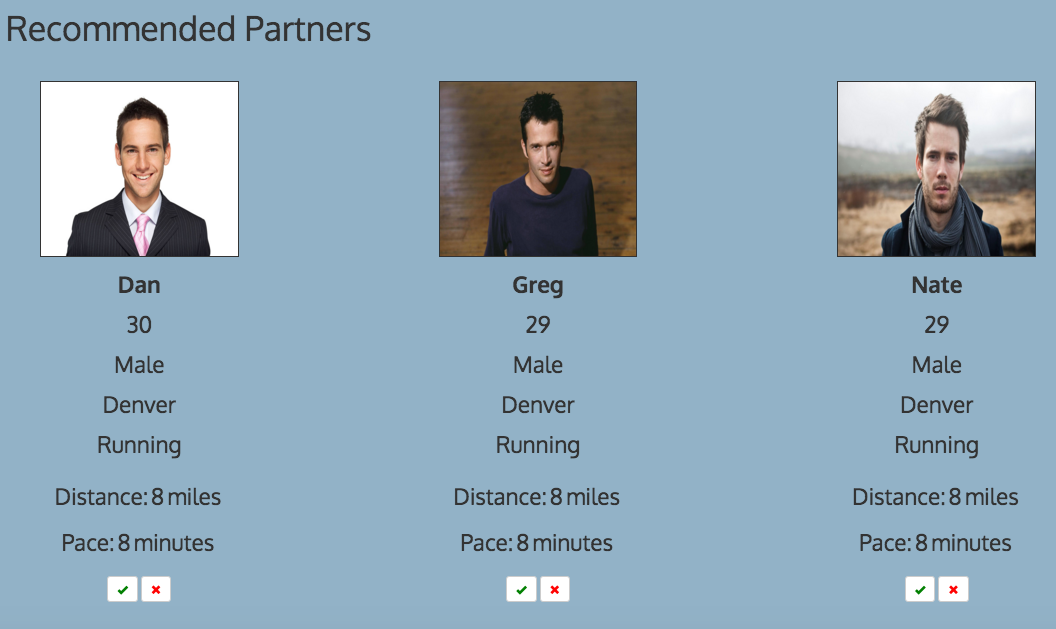 Recommended Partners
Dan
30
Male
Denver
Running
Distance: 8 miles
Pace: 8 minutes
Greg
29
Male
Denver
Running
Distance: 8 miles
Pace: 8 minutes
Nate
29
Male
Denver
Running
Distance: 8 miles
Pace: 8 minutes